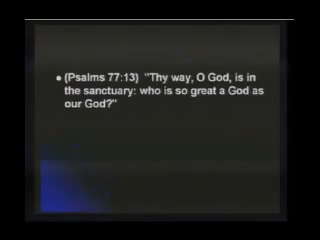 • (Psalms 77:13) "Thy way, O God, is in
the sanctuary: who is so great a God as
our God?"